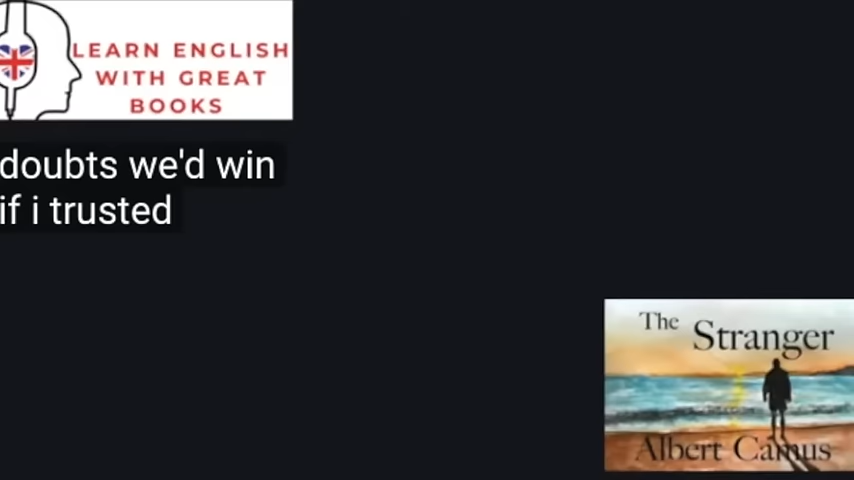 LEARN ENGLISH
WITH GREAT
BOOKS
doubts we'd win
if i trusted
The Stranger
Albert Camus